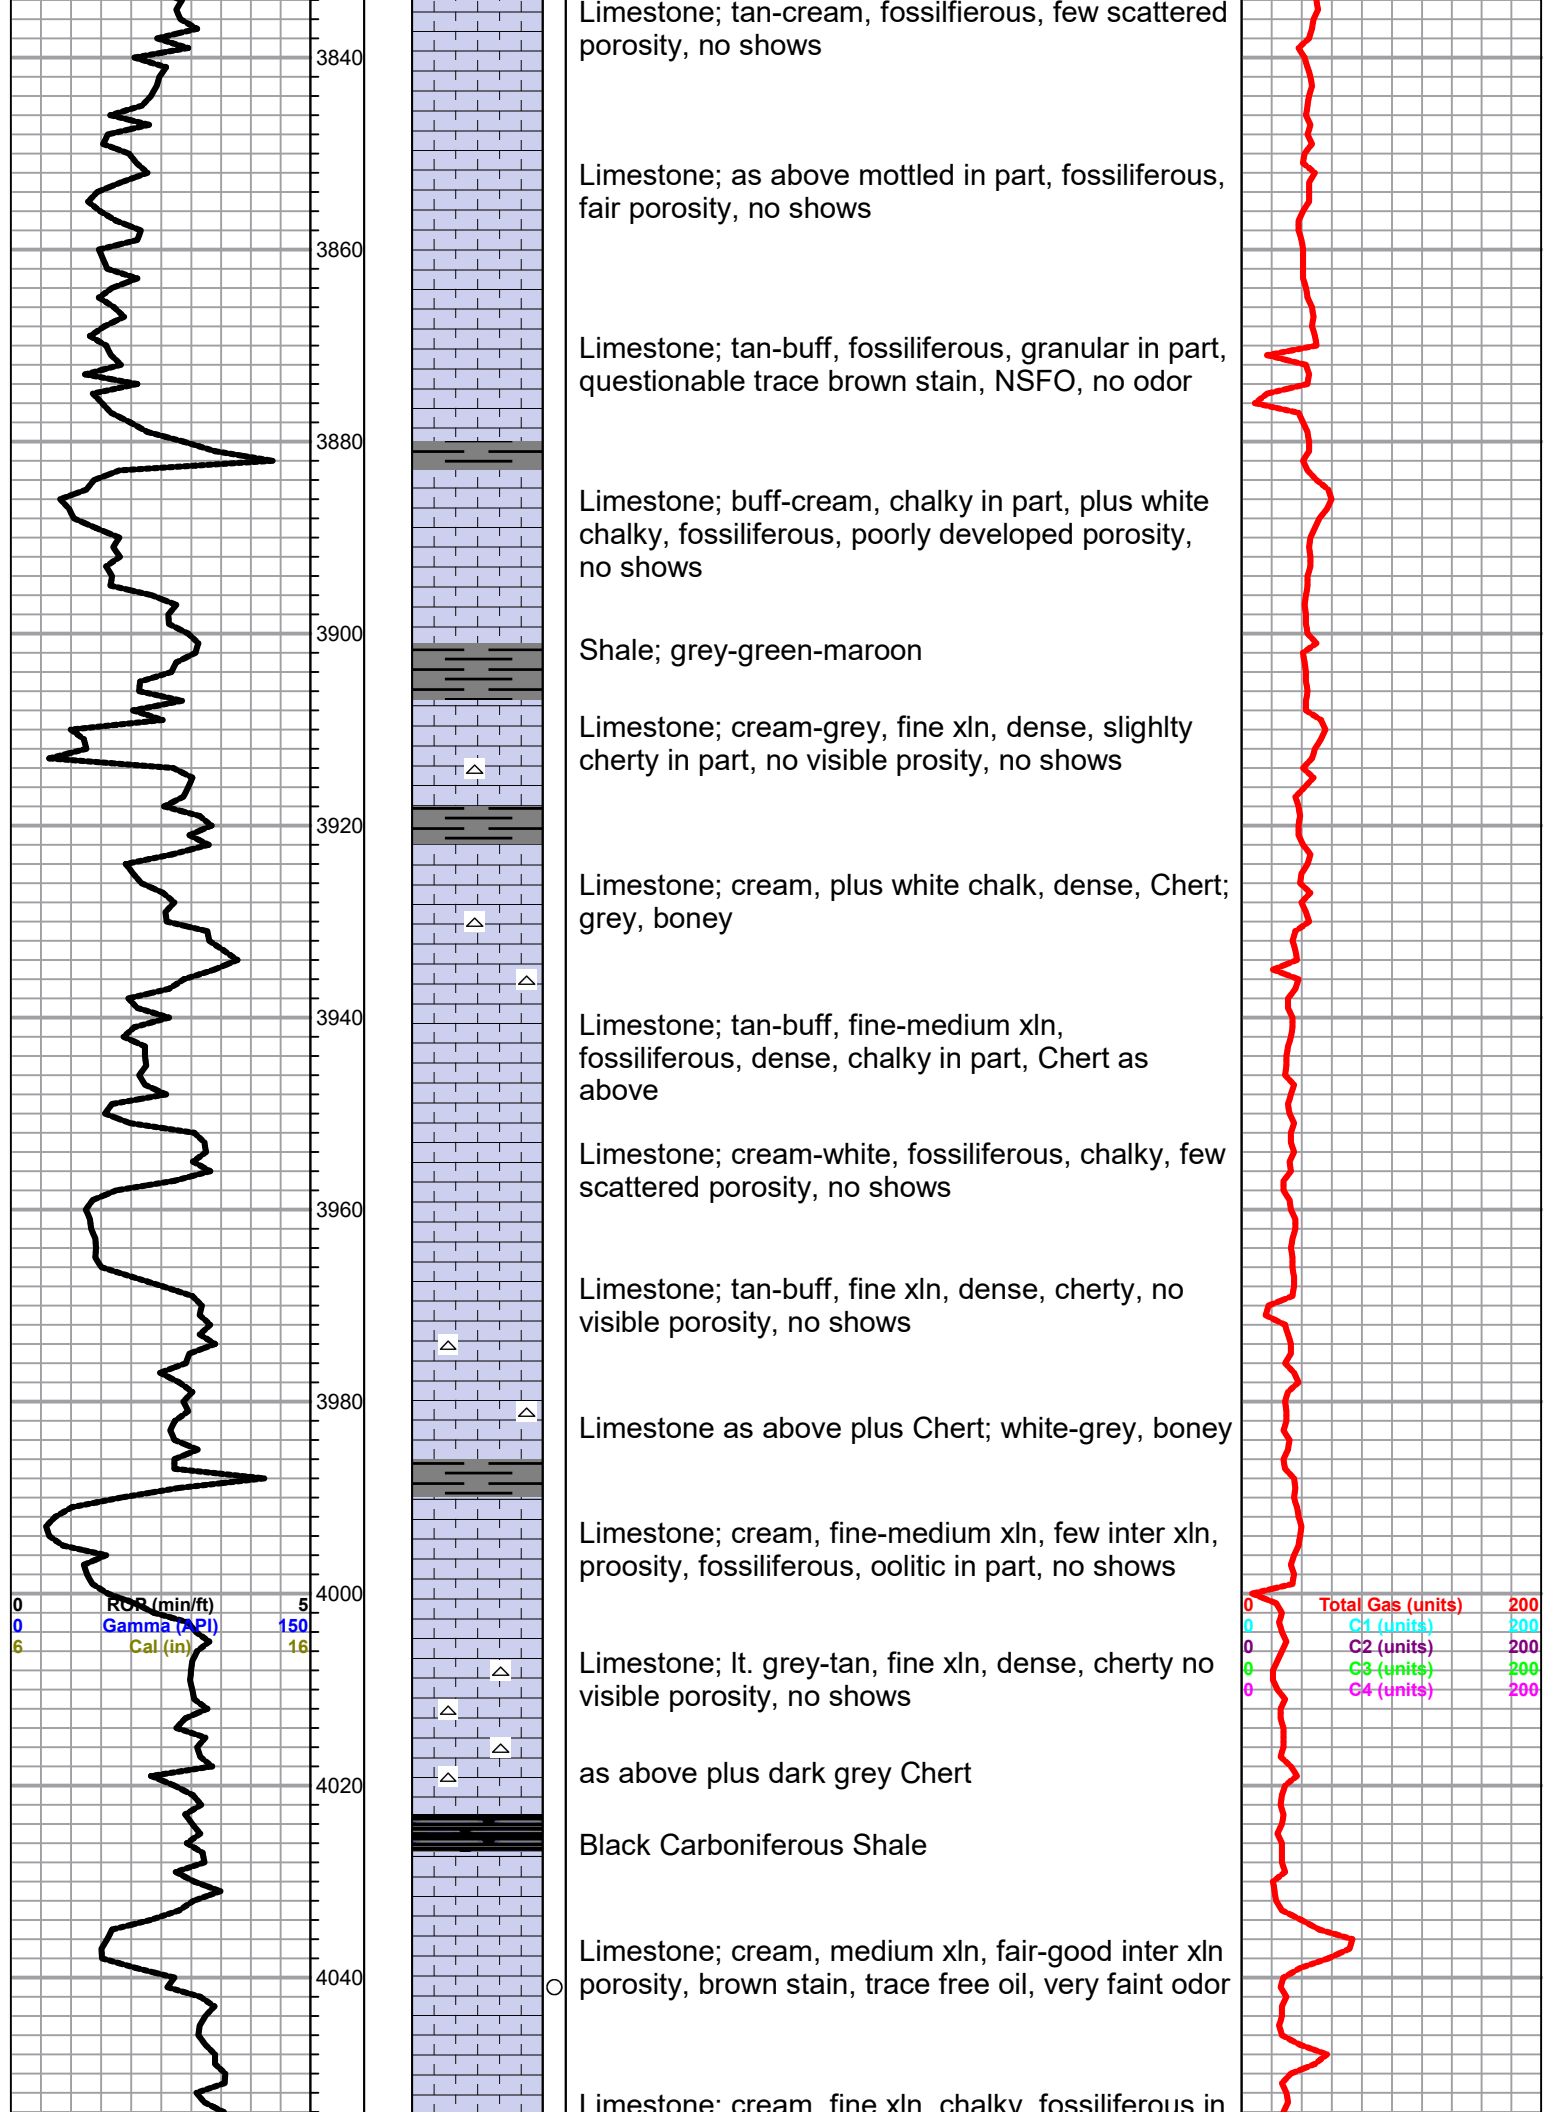 Limestone; tan-cream, fossilfierous, few scattered
porosity, no shows
3840
Limestone; as above mottled in part, fossiliferous,
fair porosity, no shows
3860
Limestone; tan-buff, fossiliferous, granular in part,
questionable trace brown stain, NSFO, no odor
3880
Limestone; buff-cream, chalky in part, plus white
chalky, fossiliferous, poorly developed porosity,
no shows
3900
Shale; grey-green-maroon
Limestone; cream-grey, fine xln, dense, slighlty
cherty in part, no visible prosity, no shows
3920
Limestone; cream, plus white chalk, dense, Chert;
grey, boney
3940
Limestone; tan-buff, fine-medium xln,
fossiliferous, dense, chalky in part, Chert as
above
Limestone; cream-white, fossiliferous, chalky, few
scattered porosity, no shows
3960
Limestone; tan-buff, fine xln, dense, cherty, no
visible porosity, no shows
3980
Limestone as above plus Chert; white-grey, boney
Limestone; cream, fine-medium xln, few inter xln,
proosity, fossiliferous, oolitic in part, no shows
4000
0 ROP (min/ft) 5
0 Gamma (API) 150
6 Cal (in) 16
0 Total Gas (units) 200
0 C1 (units) 200
0 C2 (units) 200
0 C3 (units) 200
0 C4 (units) 200
Limestone; lt. grey-tan, fine xln, dense, cherty no
visible porosity, no shows
as above plus dark grey Chert
4020
Black Carboniferous Shale
Limestone; cream, medium xln, fair-good inter xln
porosity, brown stain, trace free oil, very faint odor
4040
Limestone; cream, fine xln, chalky, fossiliferous in